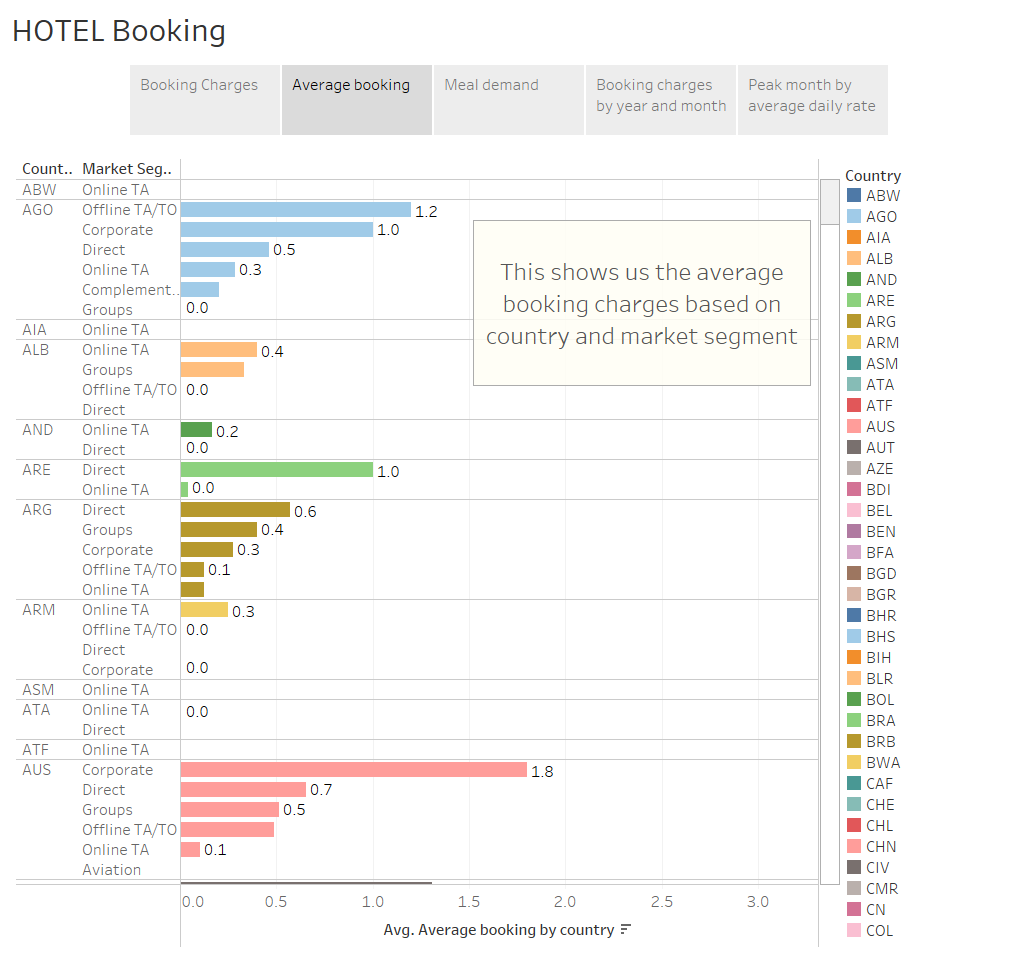 HOTEL Booking
Booking Charges
Average booking
Meal demand
Booking charges
by year and month
Peak month by
average daily rate
Count.. Market Seg..
ABW Online TA
AGO Offline TA/TO 1.2
Corporate 1.0
Direct 0.5
Online TA 0.3
Complement..
Groups 0.0
AIA Online TA
ALB Online TA 0.4
Groups
Offline TA/TO 0.0
Direct
AND Online TA 0.2
Direct 0.0
ARE Direct 1.0
Online TA 0.0
ARG Direct 0.6
Groups 0.4
Corporate 0.3
Offline TA/TO 0.1
Online TA
ARM Online TA 0.3
Offline TA/TO 0.0
Direct
Corporate 0.0
ASM Online TA
ATA Online TA 0.0
Direct
ATF Online TA
AUS Corporate 1.8
Direct 0.7
Groups 0.5
Offline TA/TO
Online TA 0.1
Aviation
0.0 0.5 1.0 1.5 2.0 2.5 3.0
Avg. Average booking by country
This shows us the average
booking charges based on
country and market segment
Country
ABW
AGO
AIA
ALB
AND
ARE
ARG
ARM
ASM
ATA
ATF
AUS
AUT
AZE
BDI
BEL
BEN
BFA
BGD
BGR
BHR
BHS
BIH
BLR
BOL
BRA
BRB
BWA
CAF
CHE
CHL
CHN
CIV
CMR
CN
COL